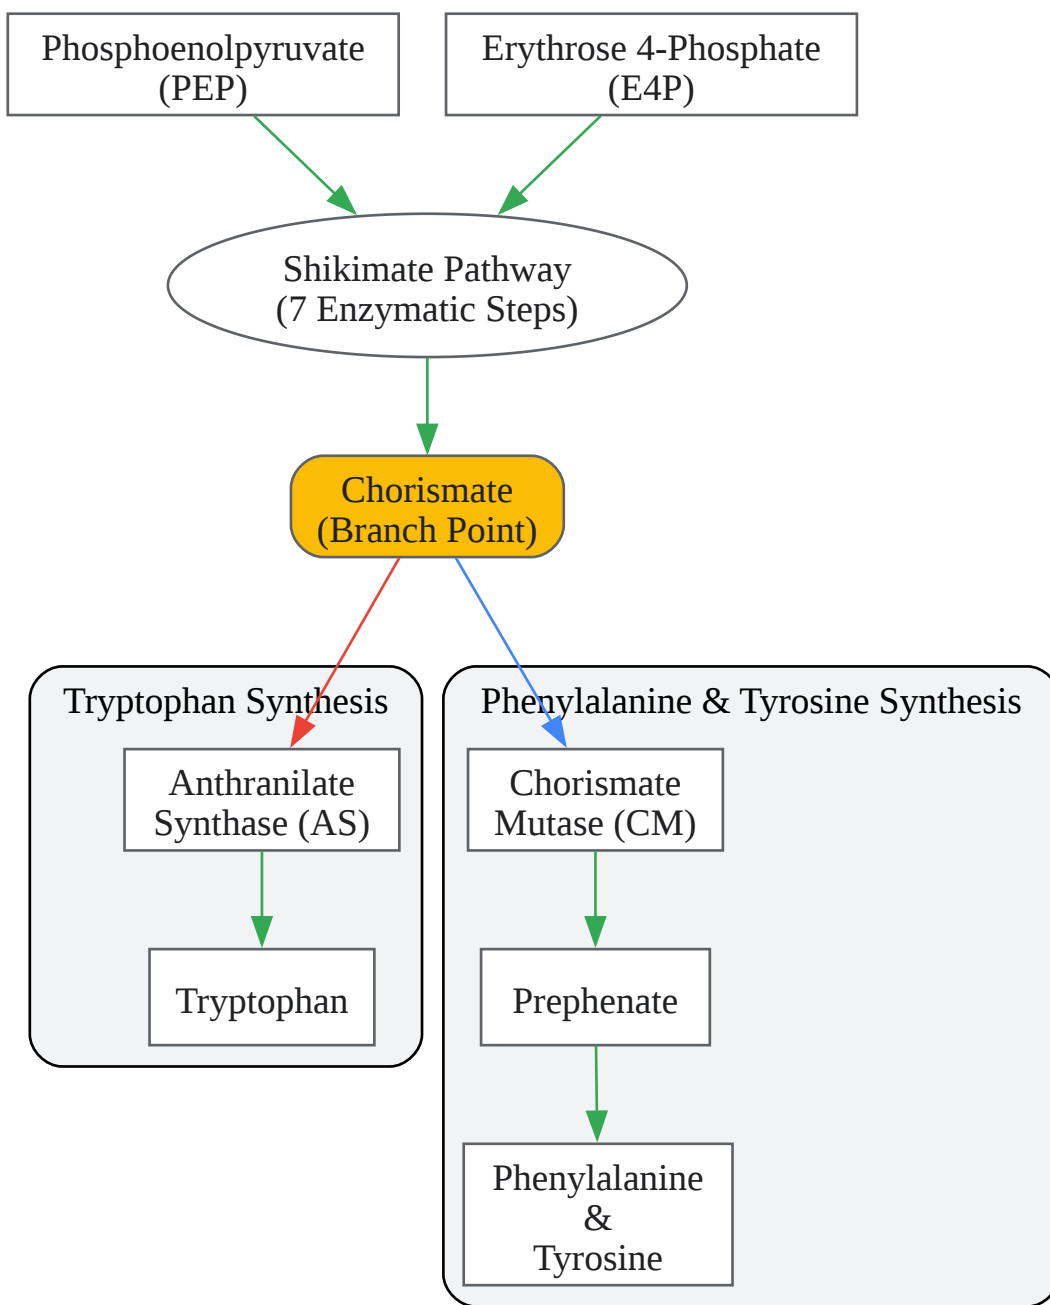 Phosphoenolpyruvate
(PEP)
Erythrose 4-Phosphate
(E4P)
Shikimate Pathway
(7 Enzymatic Steps)
Chorismate
(Branch Point)
Tryptophan Synthesis
Anthranilate
Synthase (AS)
Tryptophan
Phenylalanine & Tyrosine Synthesis
Chorismate
Mutase (CM)
Prephenate
Phenylalanine
&
Tyrosine